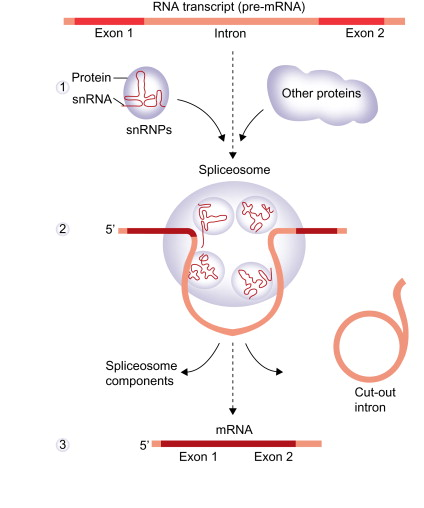 RNA transcript (pre-mRNA)
Exon 1 Intron Exon 2
1
Protein
snRNA
snRNPs
Other proteins
Spliceosome
2
5'
Spliceosome
components
Cut-out
intron
mRNA
3
5'
Exon 1 Exon 2